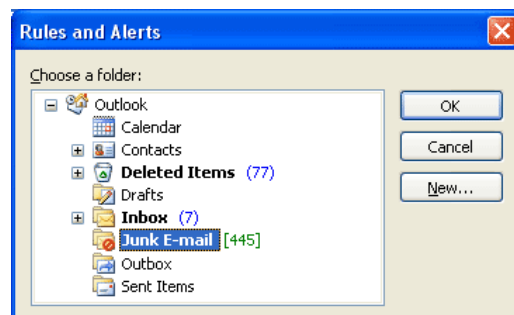 Rules and Alerts
Choose a folder:
Outlook
Calendar
Contacts
Deleted Items (77)
Drafts
Inbox (7)
Junk E-mail [445]
Outbox
Sent Items
OK
Cancel
New...